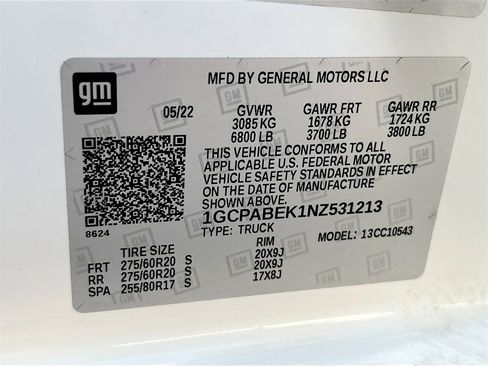 gm
MFD BY GENERAL MOTORS LLC
05/22 GVWR GAWR FRT GAWR RR
3085 KG 1678 KG 1724 KG
6800 LB 3700 LB 3800 LB
THIS VEHICLE CONFORMS TO ALL
APPLICABLE U.S. FEDERAL MOTOR
VEHICLE SAFETY STANDARDS IN EFFECT
ON THE DATE OF MANUFACTURE SHOWN ABOVE.
8624 1GCPABEK1NZ531213
TYPE: TRUCK MODEL: 13CC10543
TIRE SIZE RIM
FRT 275/60R20 S 20X9J
RR 275/60R20 S 20X9J
SPA 255/80R17 S 17X8J